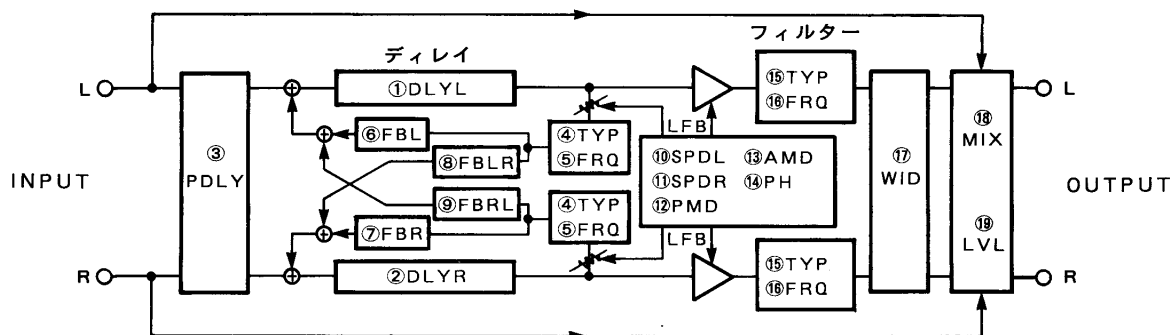 フィルター
ディレイ
L
①DLYL
⑮TYP
⑯FRQ
L
LFB
⑥FBL
④TYP
⑤FRQ
⑧FBLR
③
PDLY
⑩SPDL ⑬AMD
⑪SPDR ⑭PH
⑫PMD
⑰
WID
⑱
MIX
INPUT
OUTPUT
⑨FBRL
④TYP
⑤FRQ
⑦FBR
LFB
⑲
LVL
R
②DLYR
⑮TYP
⑯FRQ
R